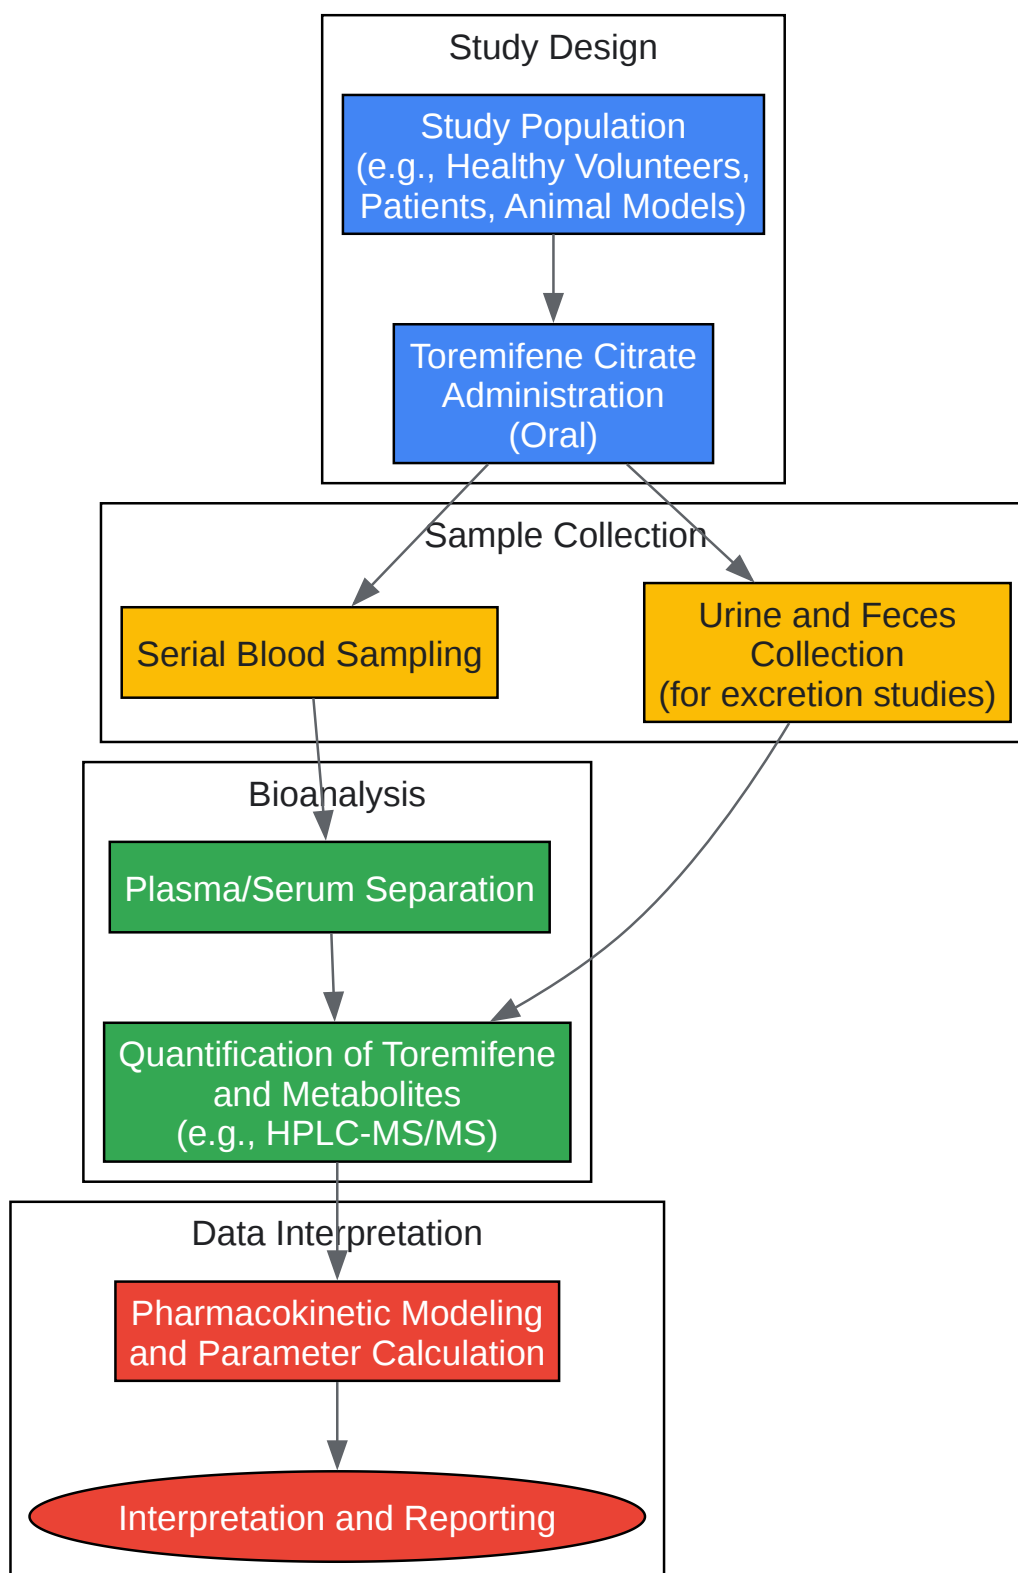 Study Design
Study Population
(e.g., Healthy Volunteers,
Patients, Animal Models)
Toremifene Citrate
Administration
(Oral)
Sample Collection
Serial Blood Sampling
Urine and Feces
Collection
(for excretion studies)
Bioanalysis
Plasma/Serum Separation
Quantification of Toremifene
and Metabolites
(e.g., HPLC-MS/MS)
Data Interpretation
Pharmacokinetic Modeling
and Parameter Calculation
Interpretation and Reporting